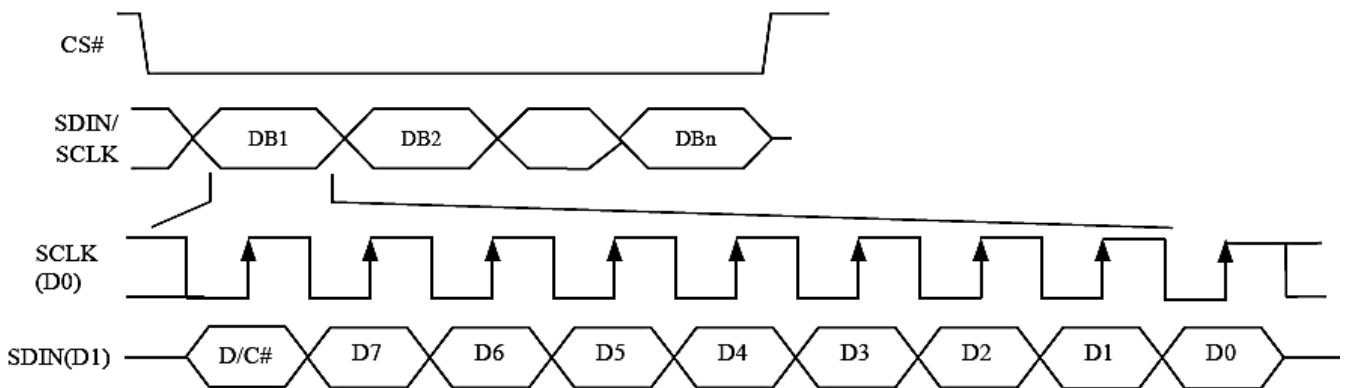 CS#
SDIN/
SCLK
DB1 DB2 DBn
SCLK
(D0)
SDIN(D1) D/C# D7 D6 D5 D4 D3 D2 D1 D0